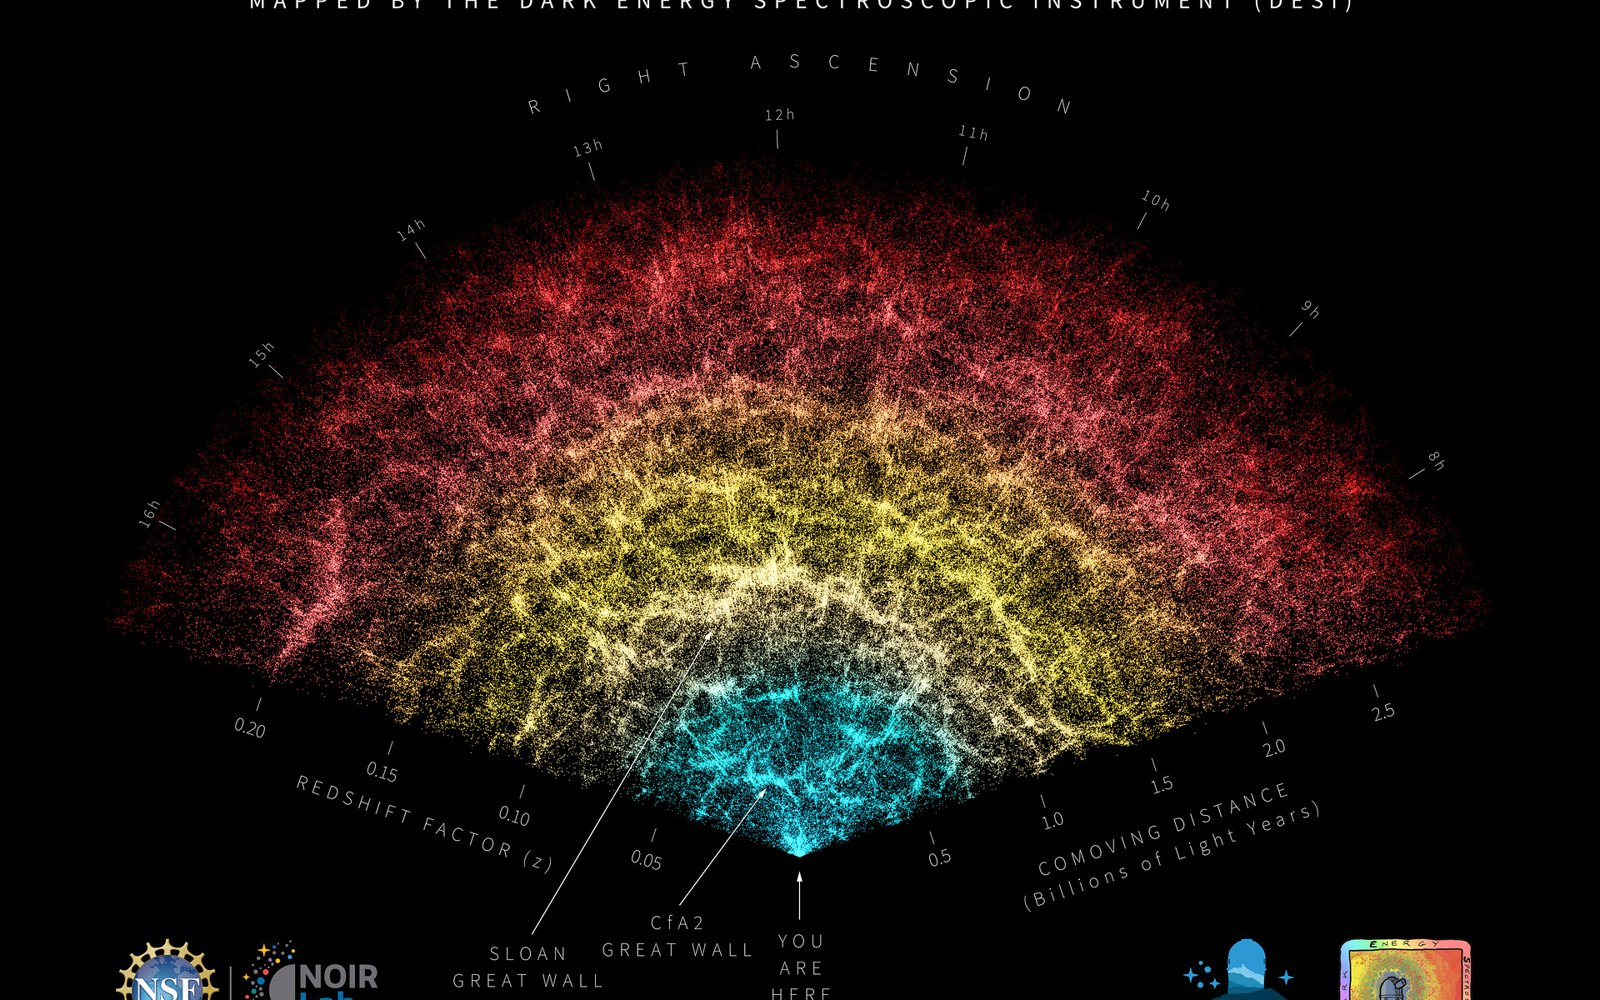 MAPPED BY THE DARK ENERGY SPECTROSCOPIC INSTRUMENT (DESI)
RIGHT ASCENSION
12h
13h
11h
14h
10h
15h
9h
16h
8h
0.20
0.15
0.10
0.05
REDSHIFT FACTOR (z)
0.5
1.0
1.5
2.0
2.5
COMOVING DISTANCE
(Billions of Light Years)
SLOAN
GREAT WALL
CfA2
GREAT WALL
YOU
ARE
HERE
NSF
NOIR
Lab
ENERGY